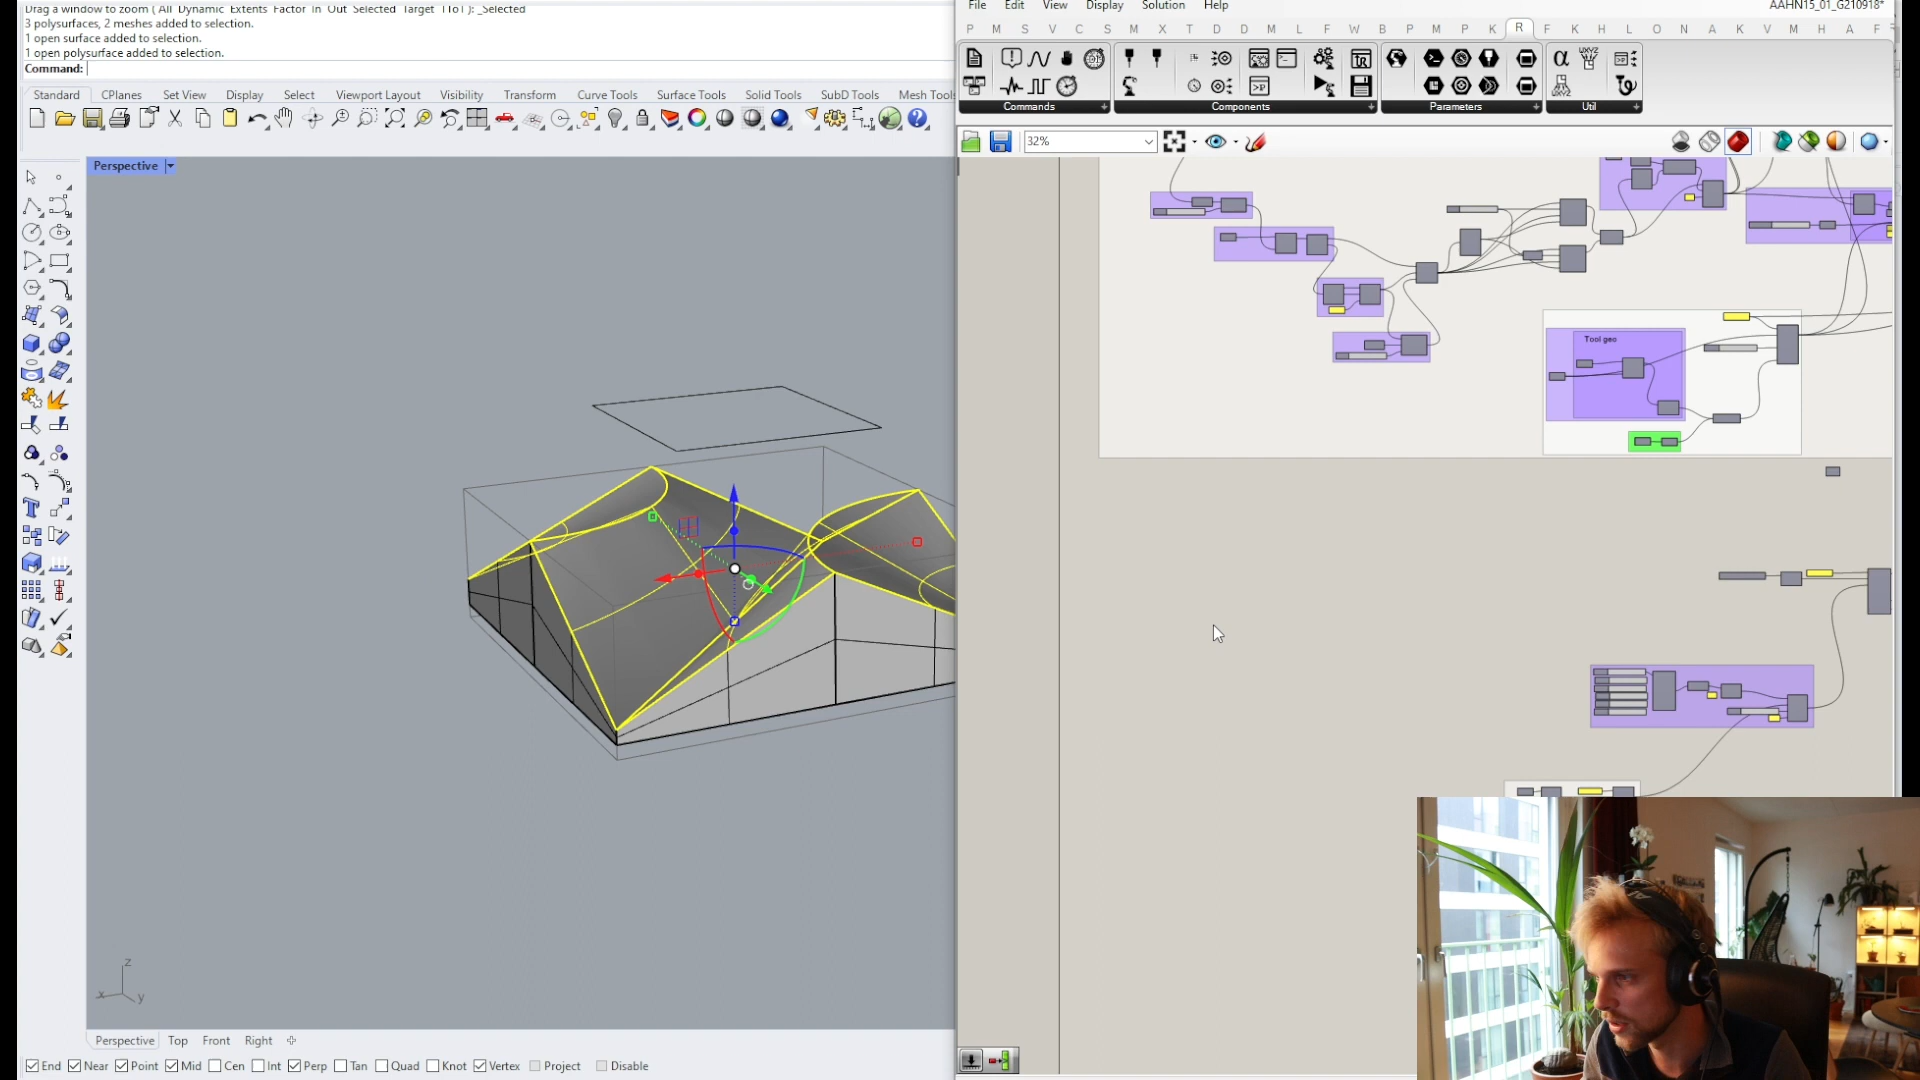 Drag a window to zoom ( All Dynamic Extents Factor In Out Selected Target 1To1 ): _Selected
3 polysurfaces, 2 meshes added to selection.
1 open surface added to selection.
1 open polysurface added to selection.
Command:
Standard CPlanes Set View Display Select Viewport Layout Visibility Transform Curve Tools Surface Tools Solid Tools SubD Tools Mesh Tools
Perspective
z
x y
Perspective Top Front Right
End Near Point Mid Cen Int Perp Tan Quad Knot Vertex Project Disable
File Edit View Display Solution Help
AAHN15_01_G210918*
P M S V C S M X T D D M L F W B P M P K R F K H L O N A K V M H A F
Commands Components Parameters Util
32%
Tool geo